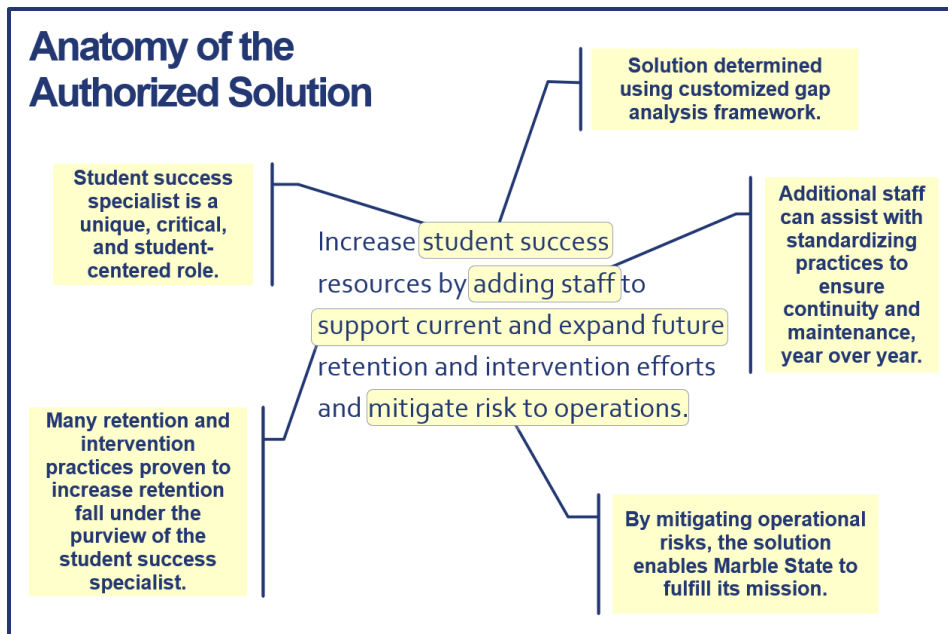 Anatomy of the
Authorized Solution
Solution determined
using customized gap
analysis framework.
Student success
specialist is a
unique, critical,
and student-
centered role.
Additional staff
can assist with
standardizing
practices to
ensure
continuity and
maintenance,
year over year.
Increase student success
resources by adding staff to
support current and expand future
retention and intervention efforts
and mitigate risk to operations.
Many retention and
intervention
practices proven to
increase retention
fall under the
purview of the
student success
specialist.
By mitigating operational
risks, the solution
enables Marble State to
fulfill its mission.